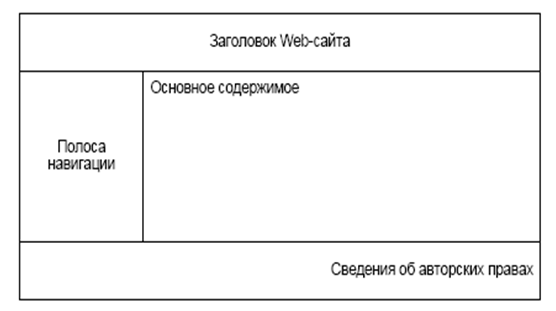 Заголовок Web-сайта
Основное содержимое
Полоса
навигации
Сведения об авторских правах